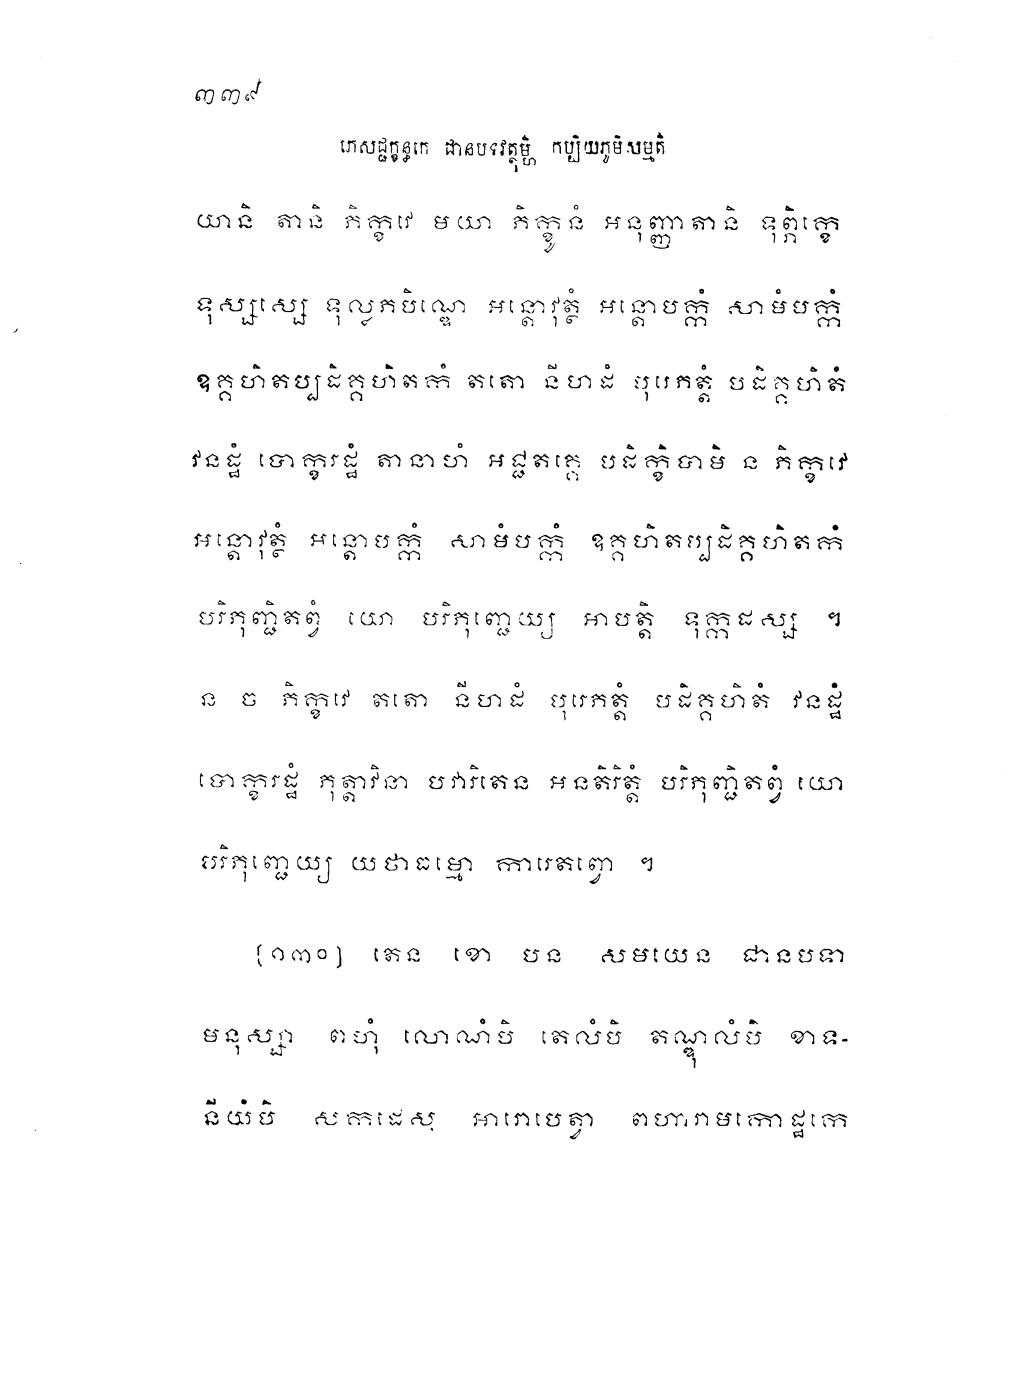 ៣៣៩
ភេសជ្ជក្ខន្ធកេ ជានបទវត្ថុម្ហិ កប្បិយភូមិសម្មតិ
យានិ តានិ ភិក្ខវេ មយា ភិក្ខូនំ អនុញ្ញាតានិ ទុព្ភិក្ខេ
ទុស្សស្សេ ទុល្លភបិណ្ឌេ អន្តោវុត្ថំ អន្តោបក្កំ សាមំបក្កំ
ឧគ្គហិតប្បដិគ្គហិតកំ តតោ នីហដំ បុរេភត្តំ បដិគ្គហិតំ
វនដ្ឋំ បោក្ខរដ្ឋំ តានាហំ អជ្ជតគ្គេ បដិក្ខិបាមិ ន ភិក្ខវេ
អន្តោវុត្ថំ អន្តោបក្កំ សាមំបក្កំ ឧគ្គហិតប្បដិគ្គហិតកំ
បរិភុញ្ជិតព្វំ យោ បរិភុញ្ជេយ្យ អាបត្តិ ទុក្កដស្ស ។
ន ច ភិក្ខវេ តតោ នីហដំ បុរេភត្តំ បដិគ្គហិតំ វនដ្ឋំ
បោក្ខរដ្ឋំ ភុត្តាវិនា បវារិតេន អនតិរិត្តំ បរិភុញ្ជិតព្វំ យោ
បរិភុញ្ជេយ្យ យថាធម្មោ ការេតព្វោ ។
[១៣០] តេន ខោ បន សមយេន ជានបទា
មនុស្សា ពហុំ លោណំបិ តេលំបិ តណ្ឌុលំបិ ខាទ-
នីយំបិ សកដេសុ អារោបេត្វា ពហារាមកោដ្ឋកេ